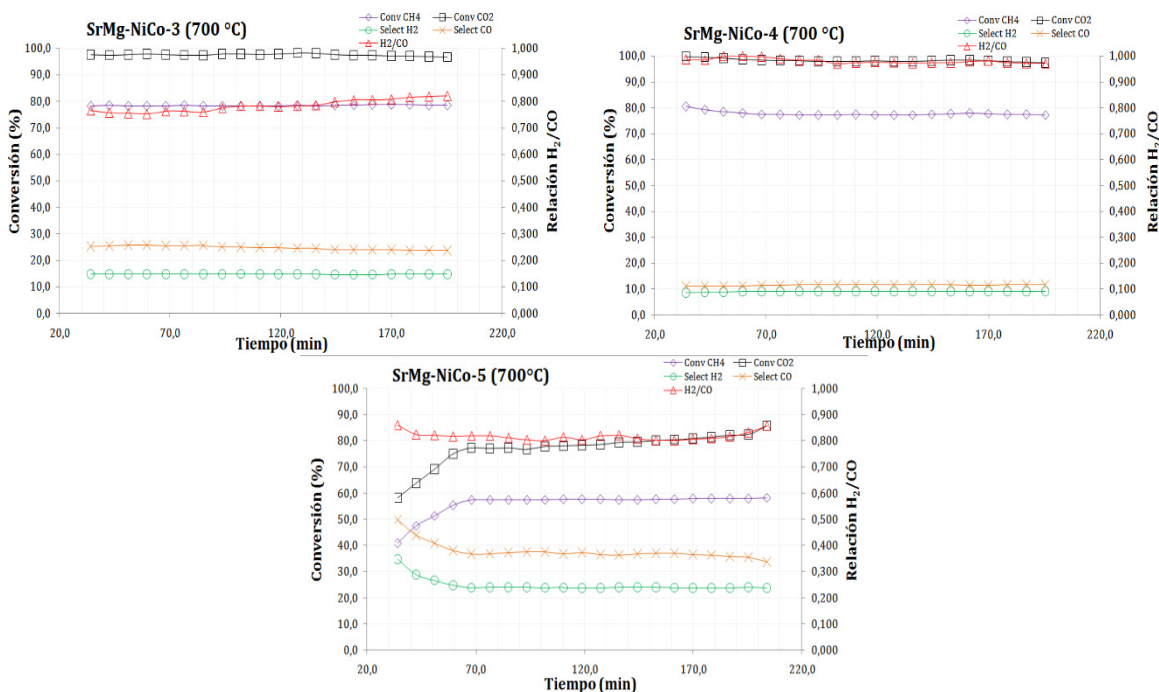 SrMg-NiCo-3 (700 °C)
Conv CH4
Conv CO2
Select H2
Select CO
H2/CO
Conversión (%)
100,0
90,0
80,0
70,0
60,0
50,0
40,0
30,0
20,0
10,0
0,0
1,000
0,900
0,800
0,700
0,600
0,500
0,400
0,300
0,200
0,100
0,000
Relación H₂/CO
20,0 70,0 120,0 170,0 220,0
Tiempo (min)
SrMg-NiCo-4 (700 °C)
Conv CH4
Conv CO2
Select H2
Select CO
H2/CO
Conversión (%)
100,0
90,0
80,0
70,0
60,0
50,0
40,0
30,0
20,0
10,0
0,0
1,000
0,900
0,800
0,700
0,600
0,500
0,400
0,300
0,200
0,100
0,000
Relación H₂/CO
20,0 70,0 120,0 170,0 220,0
Tiempo (min)
SrMg-NiCo-5 (700°C)
Conv CH4
Conv CO2
Select H2
Select CO
H2/CO
Conversión (%)
100,0
90,0
80,0
70,0
60,0
50,0
40,0
30,0
20,0
10,0
0,0
1,000
0,900
0,800
0,700
0,600
0,500
0,400
0,300
0,200
0,100
0,000
Relación H₂/CO
20,0 70,0 120,0 170,0 220,0
Tiempo (min)